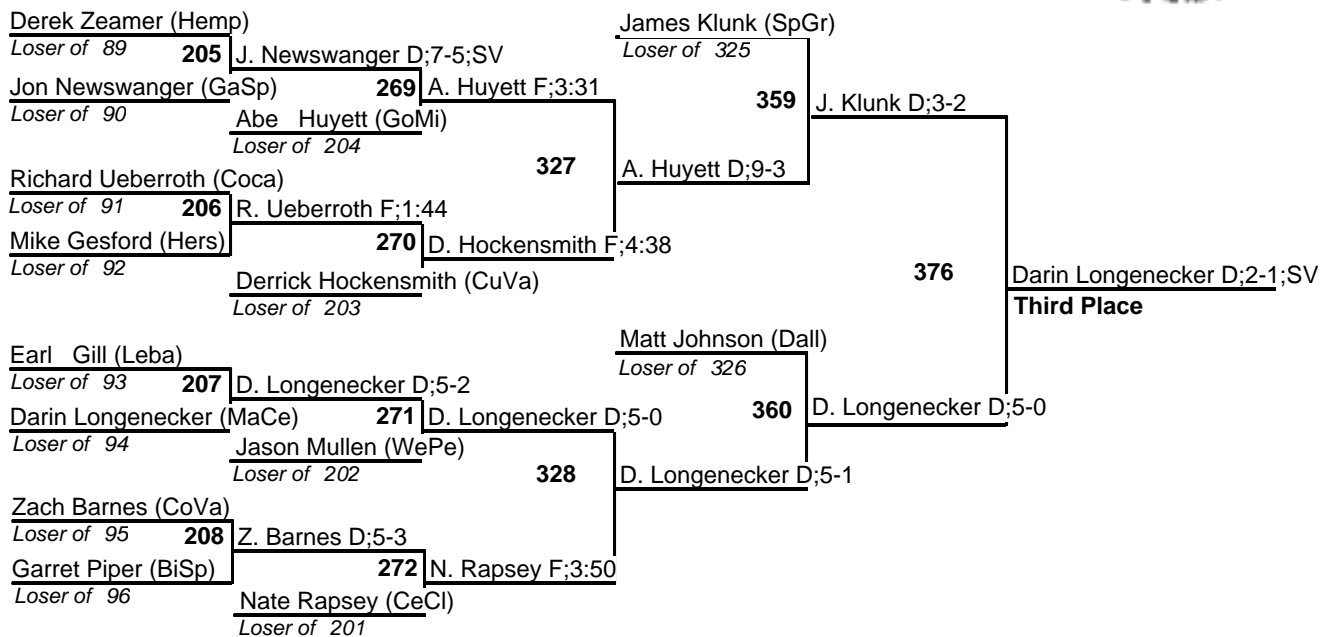 Derek Zeamer (Hemp)
Loser of 89
205
J. Newswanger D;7-5;SV
Jon Newswanger (GaSp)
Loser of 90
269
A. Huyett F;3:31
Abe Huyett (GoMi)
Loser of 204
Richard Ueberroth (Coca)
Loser of 91
206
R. Ueberroth F;1:44
Mike Gesford (Hers)
Loser of 92
270
D. Hockensmith F;4:38
Derrick Hockensmith (CuVa)
Loser of 203
327
A. Huyett D;9-3
James Klunk (SpGr)
Loser of 325
359
J. Klunk D;3-2
376
Darin Longenecker D;2-1;SV
Third Place
Earl Gill (Leba)
Loser of 93
207
D. Longenecker D;5-2
Darin Longenecker (MaCe)
Loser of 94
271
D. Longenecker D;5-0
Jason Mullen (WePe)
Loser of 202
Zach Barnes (CoVa)
Loser of 95
208
Z. Barnes D;5-3
Garret Piper (BiSp)
Loser of 96
272
N. Rapsey F;3:50
Nate Rapsey (CeCl)
Loser of 201
328
D. Longenecker D;5-1
Matt Johnson (Dall)
Loser of 326
360
D. Longenecker D;5-0